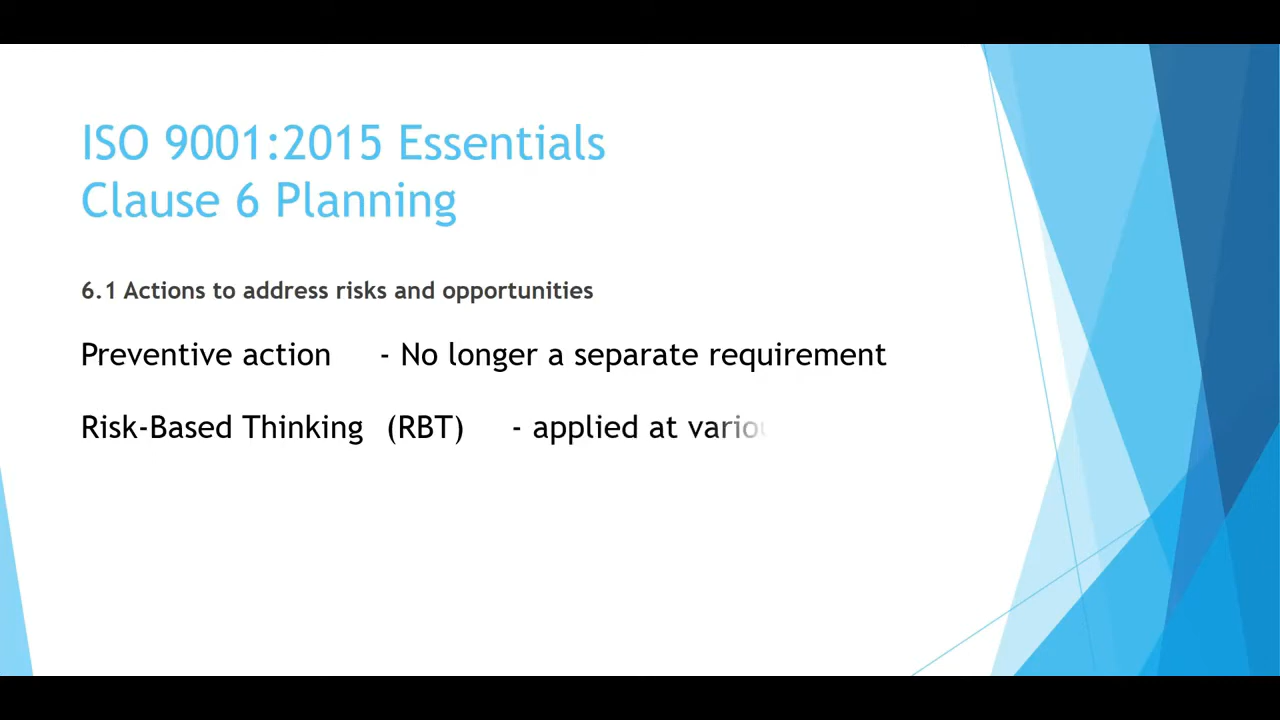 ISO 9001:2015 Essentials
Clause 6 Planning
6.1 Actions to address risks and opportunities
Preventive action - No longer a separate requirement
Risk-Based Thinking (RBT) - applied at